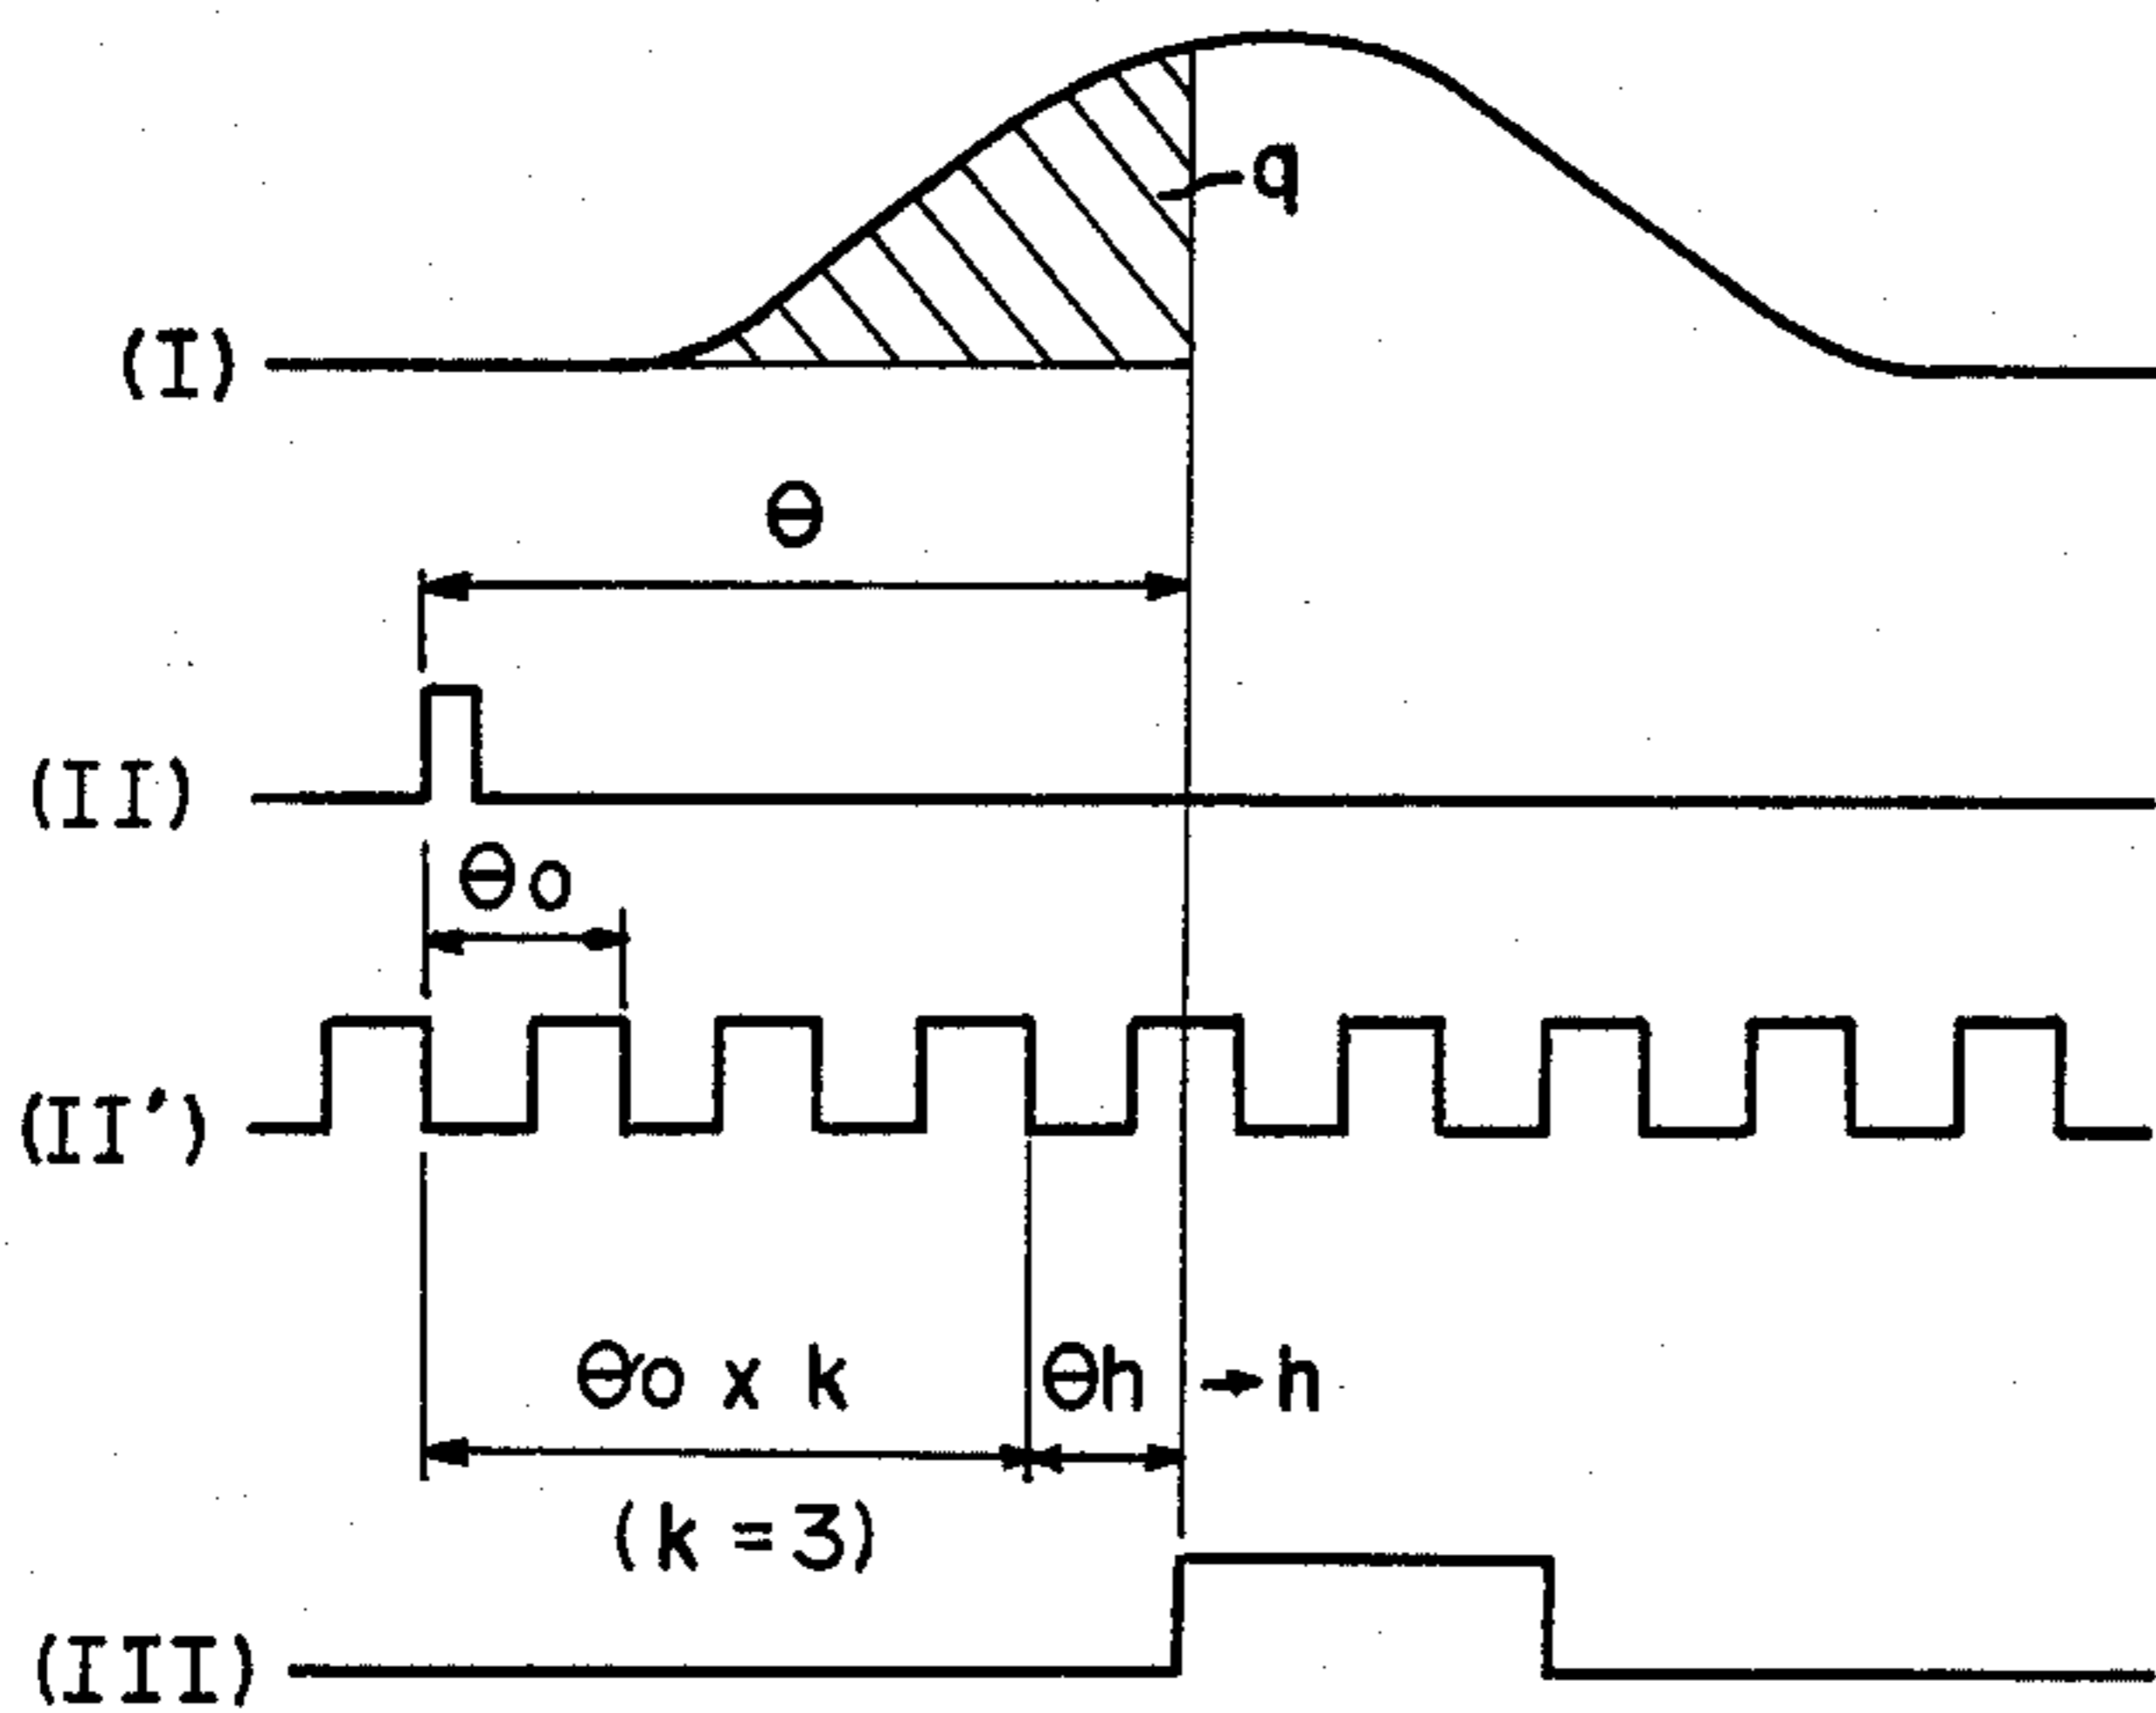 q
(I)
θ
(II)
θo
(II')
θo x k
θh → h
(k = 3)
(III)